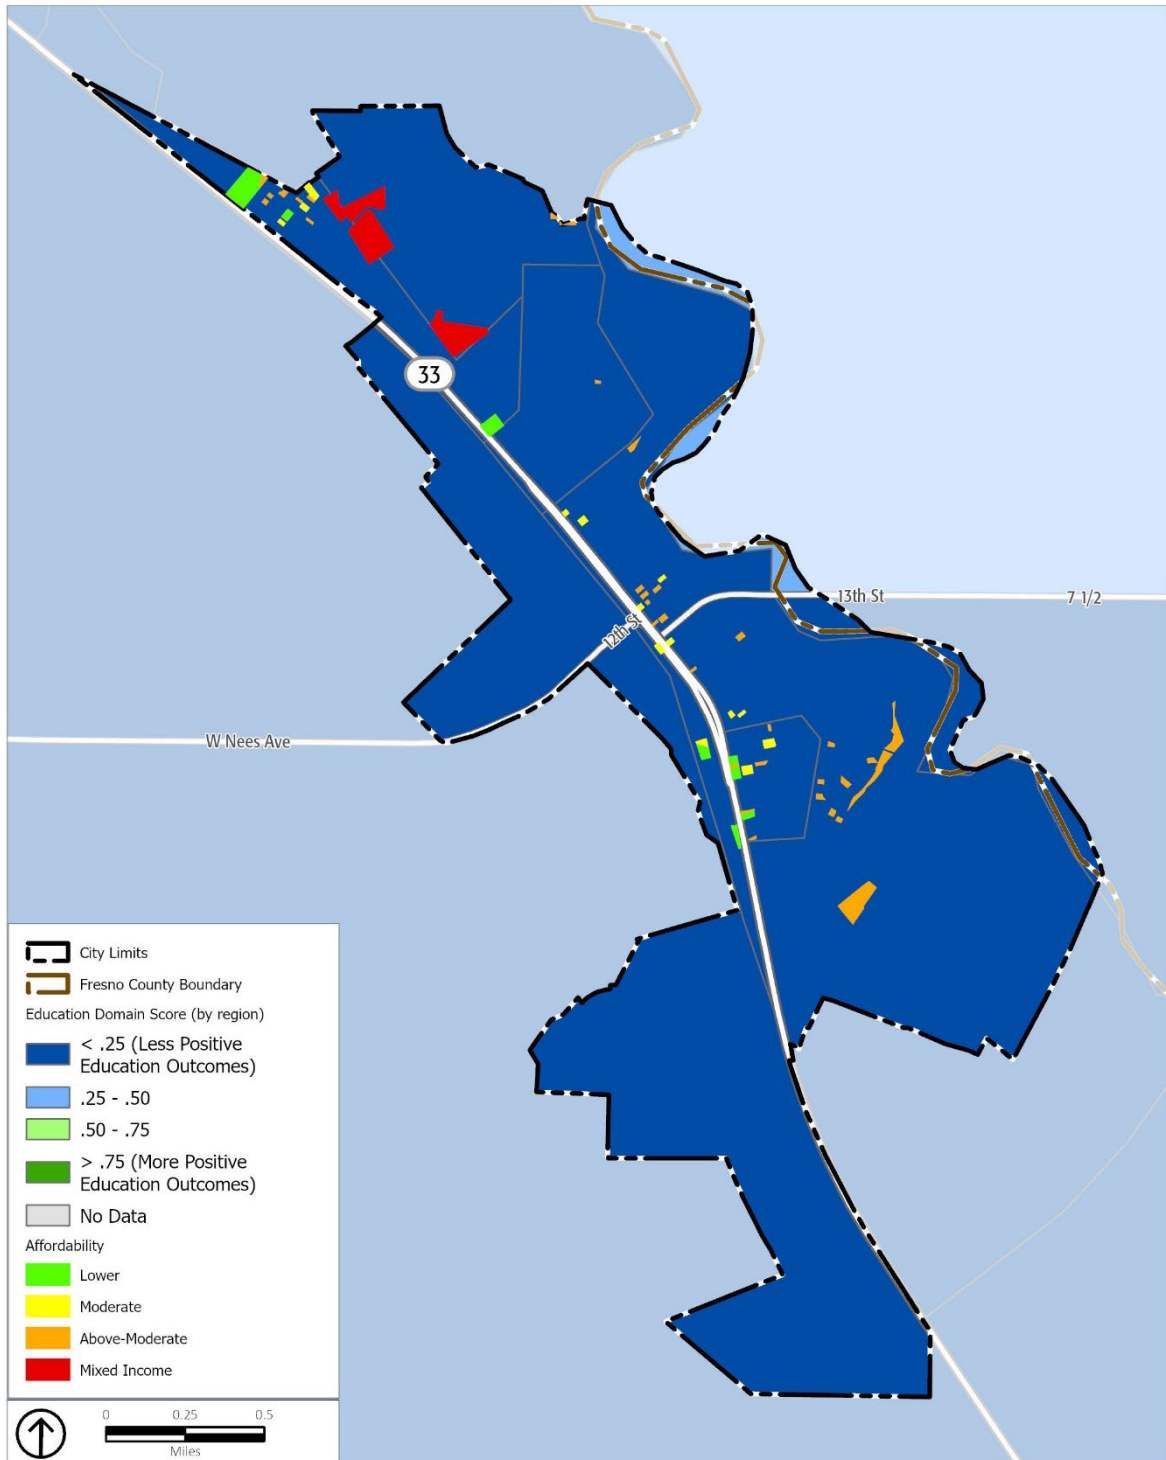 33
13th St
7 1/2
12th St
W Nees Ave
City Limits
Fresno County Boundary
Education Domain Score (by region)
< .25 (Less Positive
Education Outcomes)
.25 - .50
.50 - .75
> .75 (More Positive
Education Outcomes)
No Data
Affordability
Lower
Moderate
Above-Moderate
Mixed Income
0 0.25 0.5
Miles